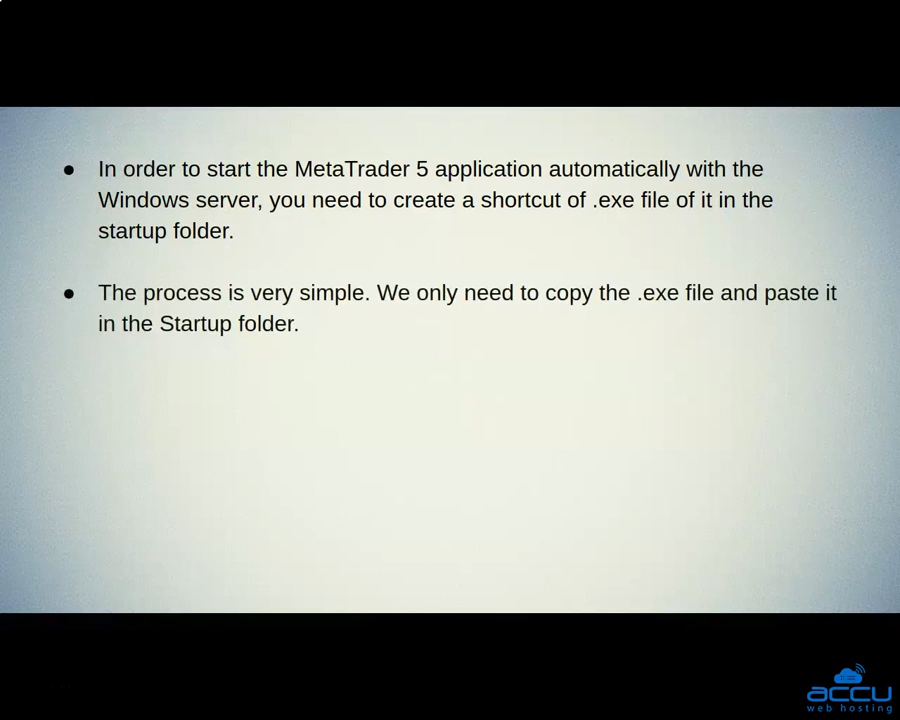 ● In order to start the MetaTrader 5 application automatically with the
Windows server, you need to create a shortcut of .exe file of it in the
startup folder.
● The process is very simple. We only need to copy the .exe file and paste it
in the Startup folder.
accu
web hosting